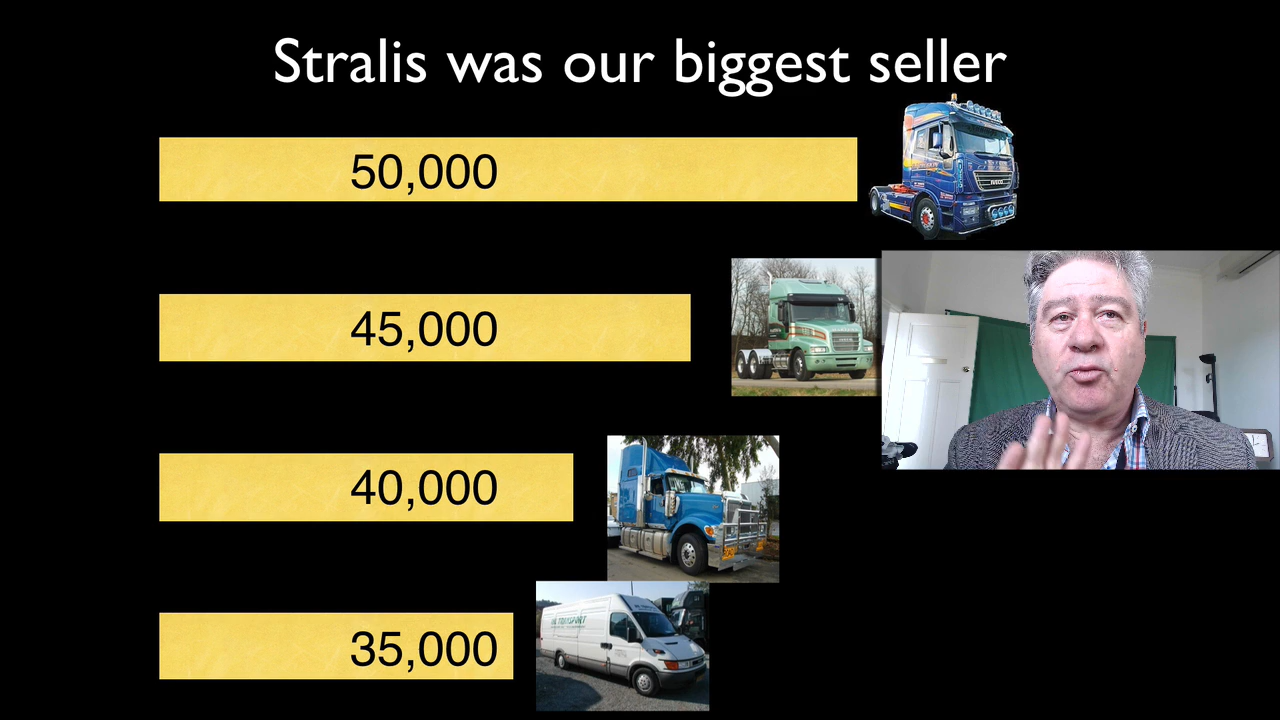 Stralis was our biggest seller
50,000
45,000
40,000
35,000